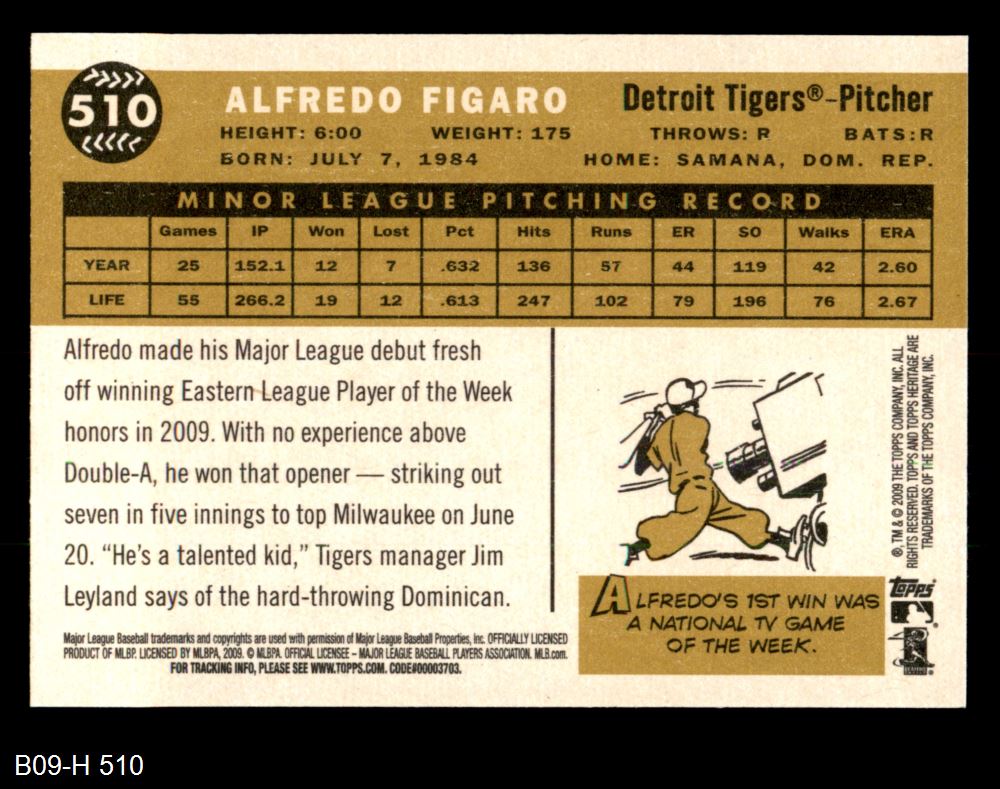 510
ALFREDO FIGARO
Detroit Tigers®-Pitcher
HEIGHT: 6:00 WEIGHT: 175 THROWS: R BATS:R
BORN: JULY 7, 1984 HOME: SAMANA, DOM. REP.
MINOR LEAGUE PITCHING RECORD
Games IP Won Lost Pct Hits Runs ER SO Walks ERA
YEAR 25 152.1 12 7 .632 136 57 44 119 42 2.60
LIFE 55 266.2 19 12 .613 247 102 79 196 76 2.67
Alfredo made his Major League debut fresh
off winning Eastern League Player of the Week
honors in 2009. With no experience above
Double-A, he won that opener — striking out
seven in five innings to top Milwaukee on June
20. “He’s a talented kid,” Tigers manager Jim
Leyland says of the hard-throwing Dominican.
ALFREDO'S 1ST WIN WAS
A NATIONAL TV GAME
OF THE WEEK.
®, TM & © 2009 THE TOPPS COMPANY, INC. ALL
RIGHTS RESERVED. TOPPS AND TOPPS HERITAGE ARE
TRADEMARKS OF THE TOPPS COMPANY, INC.
topps®
Major League Baseball trademarks and copyrights are used with permission of Major League Baseball Properties, Inc. OFFICIALLY LICENSED
PRODUCT OF MLBP. LICENSED BY MLBPA, 2009. © MLBPA. OFFICIAL LICENSEE – MAJOR LEAGUE BASEBALL PLAYERS ASSOCIATION. MLB.com.
FOR TRACKING INFO, PLEASE SEE WWW.TOPPS.COM. CODE#00003703.
B09-H 510